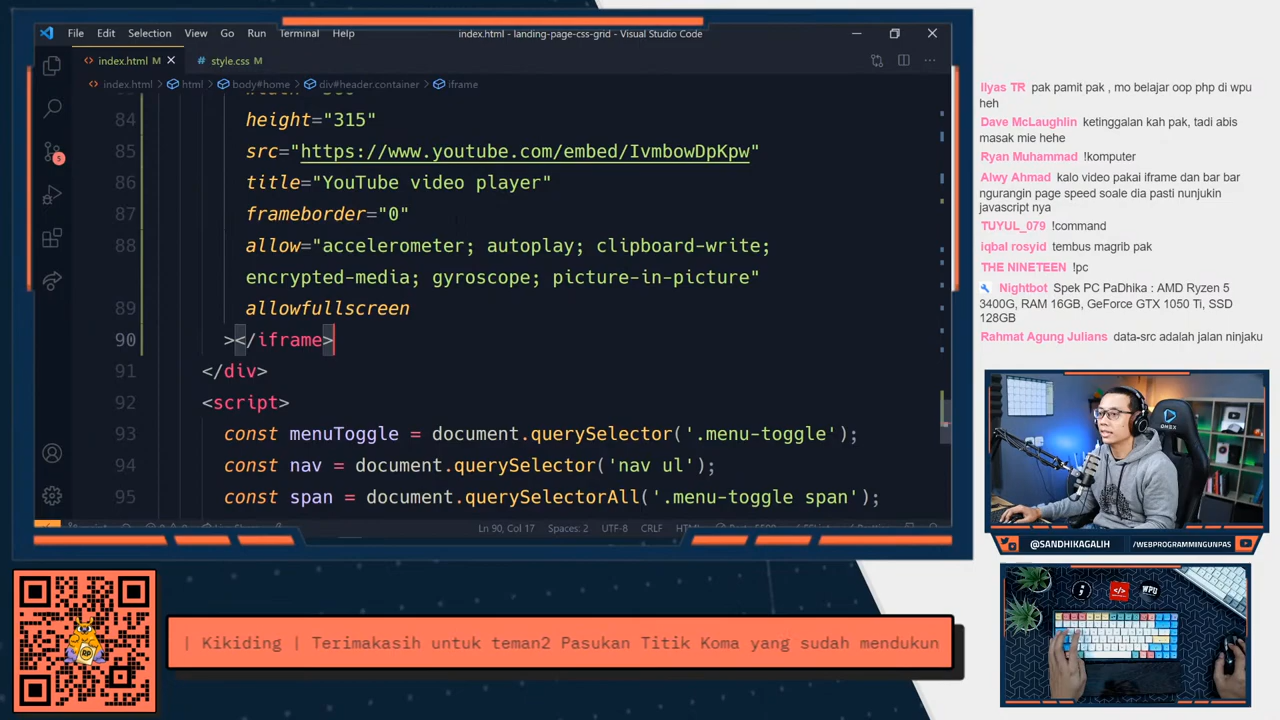 File Edit Selection View Go Run Terminal Help
index.html - landing-page-css-grid - Visual Studio Code
index.html M
style.css M
index.html > html > body#home > div#header.container > iframe
84 height="315"
85 src="https://www.youtube.com/embed/IvmbowDpKpw"
86 title="YouTube video player"
87 frameborder="0"
88 allow="accelerometer; autoplay; clipboard-write;
encrypted-media; gyroscope; picture-in-picture"
89 allowfullscreen
90 ></iframe>
91 </div>
92 <script>
93 const menuToggle = document.querySelector('.menu-toggle');
94 const nav = document.querySelector('nav ul');
95 const span = document.querySelectorAll('.menu-toggle span');
5
Ln 90, Col 17 Spaces: 2 UTF-8 CRLF
Ilyas TR pak pamit pak , mo belajar oop php di wpu
heh
Dave McLaughlin ketinggalan kah pak, tadi abis
masak mie hehe
Ryan Muhammad !komputer
Alwy Ahmad kalo video pakai iframe dan bar bar
ngurangin page speed soale dia pasti nunjukin
javascript nya
TUYUL_079 !command
iqbal rosyid tembus magrib pak
THE NINETEEN !pc
Nightbot Spek PC PaDhika : AMD Ryzen 5
3400G, RAM 16GB, GeForce GTX 1050 Ti, SSD
128GB
Rahmat Agung Julians data-src adalah jalan ninjaku
@SANDHIKAGALIH /WEBPROGRAMMINGUNPAS
; </> WPU
| Kikiding | Terimakasih untuk teman2 Pasukan Titik Koma yang sudah mendukun